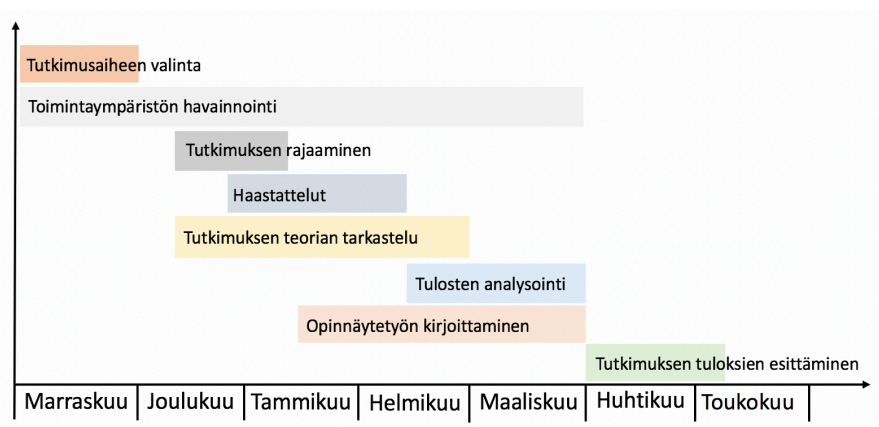 Tutkimusaiheen valinta
Toimintaympäristön havainnointi
Tutkimuksen rajaaminen
Haastattelut
Tutkimuksen teorian tarkastelu
Tulosten analysointi
Opinnäytetyön kirjoittaminen
Tutkimuksen tuloksien esittäminen
Marraskuu Joulukuu Tammikuu Helmikuu Maaliskuu Huhtikuu Toukokuu